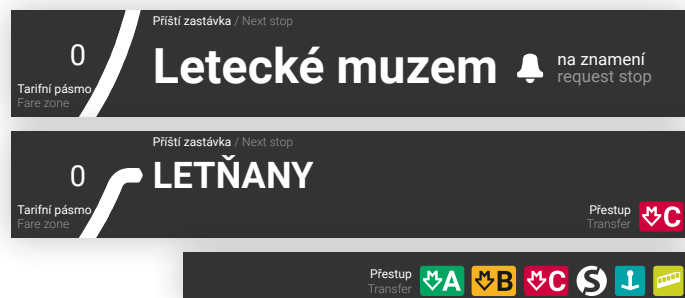 Příští zastávka / Next stop
0
Letecké muzem
na znamení
request stop
Tarifní pásmo
Fare zone
Příští zastávka / Next stop
0
LETŇANY
Tarifní pásmo
Fare zone
Přestup
Transfer
C
Přestup
Transfer
A B C S